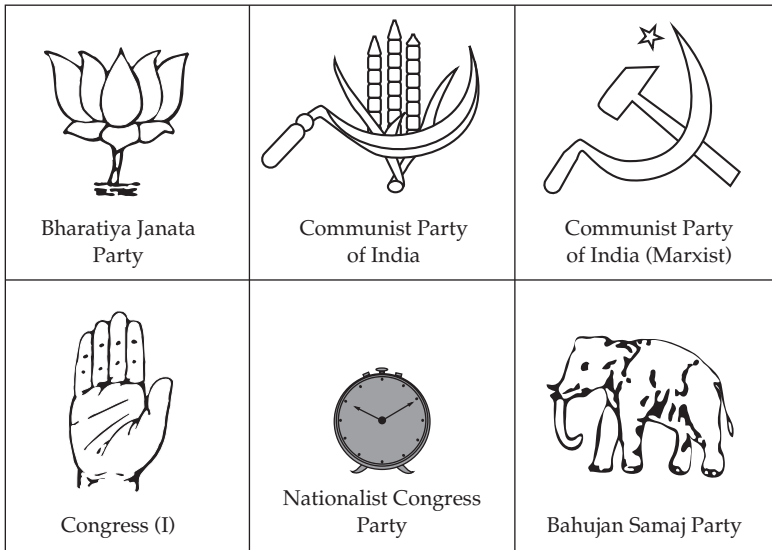 Bharatiya Janata
Party
Communist Party
of India
Communist Party
of India (Marxist)
Congress (I)
Nationalist Congress
Party
Bahujan Samaj Party